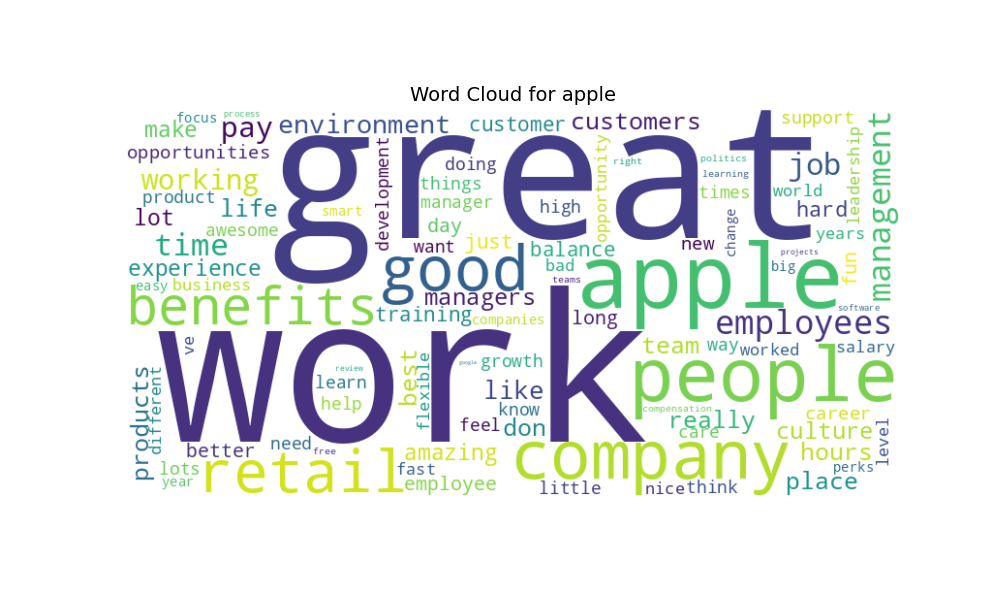 Word Cloud for apple
focus
process
make
pay
environment
customer
customers
support
opportunities
great
management
working
doing
development
opportunity
right
politics
learning
job
leadership
product
life
things
manager
high
times
world
lot
smart
awesome
day
change
hard
time
want
just
balance
new
years
experience
good
bad
projects
big
fun
easy
business
teams
apple
benefits
managers
training
companies
long
software
employees
work
ve
team
way
worked
salary
products
different
review
google
growth
people
learn
best
flexible
like
help
know
compensation
really
career
feel
don
care
culture
level
better
need
free
amazing
company
hours
lots
retail
fast
perks
year
employee
little
nice
think
place